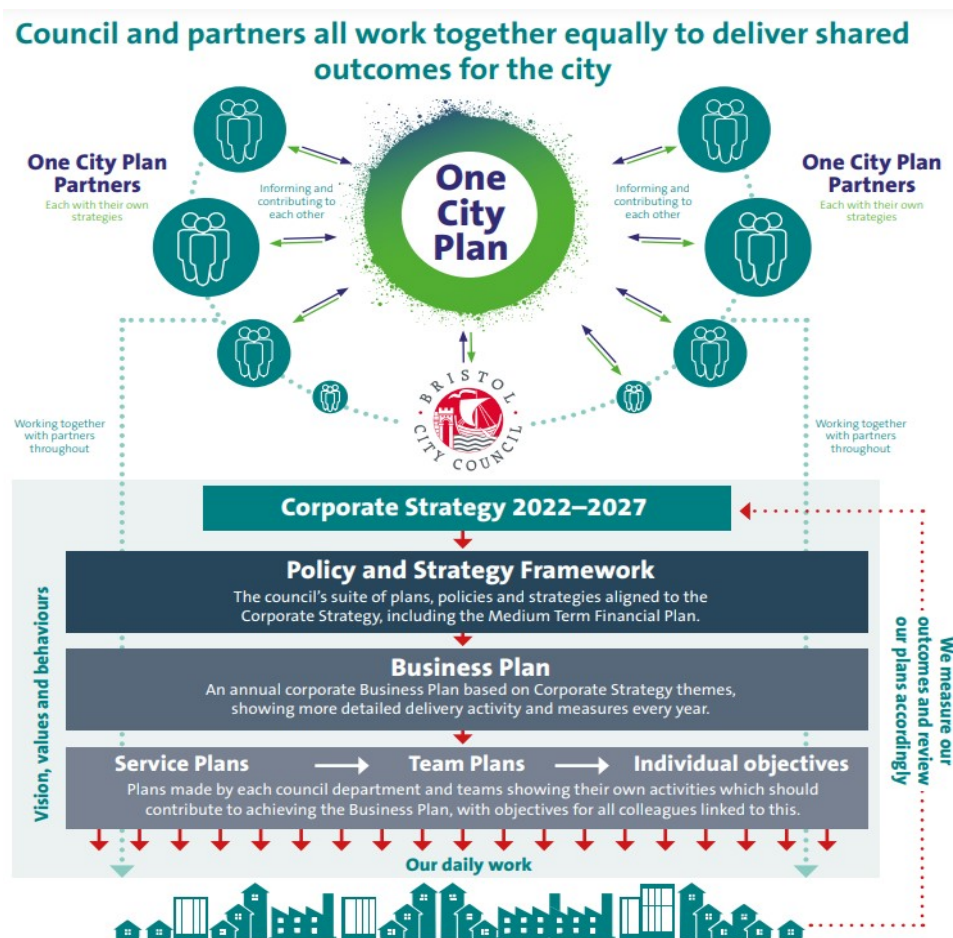 Council and partners all work together equally to deliver shared
outcomes for the city
One City Plan
Partners
Each with their own
strategies
Informing and
contributing to
each other
One
City
Plan
Informing and
contributing to
each other
One City Plan
Partners
Each with their own
strategies
BRISTOL
CITY COUNCIL
Working together
with partners
throughout
Working together
with partners
throughout
Corporate Strategy 2022–2027
Policy and Strategy Framework
The council's suite of plans, policies and strategies aligned to the
Corporate Strategy, including the Medium Term Financial Plan.
Business Plan
An annual corporate Business Plan based on Corporate Strategy themes,
showing more detailed delivery activity and measures every year.
Service Plans Team Plans Individual objectives
Plans made by each council department and teams showing their own activities which should
contribute to achieving the Business Plan, with objectives for all colleagues linked to this.
Our daily work
Vision, values and behaviours
We measure our
outcomes and review
our plans accordingly